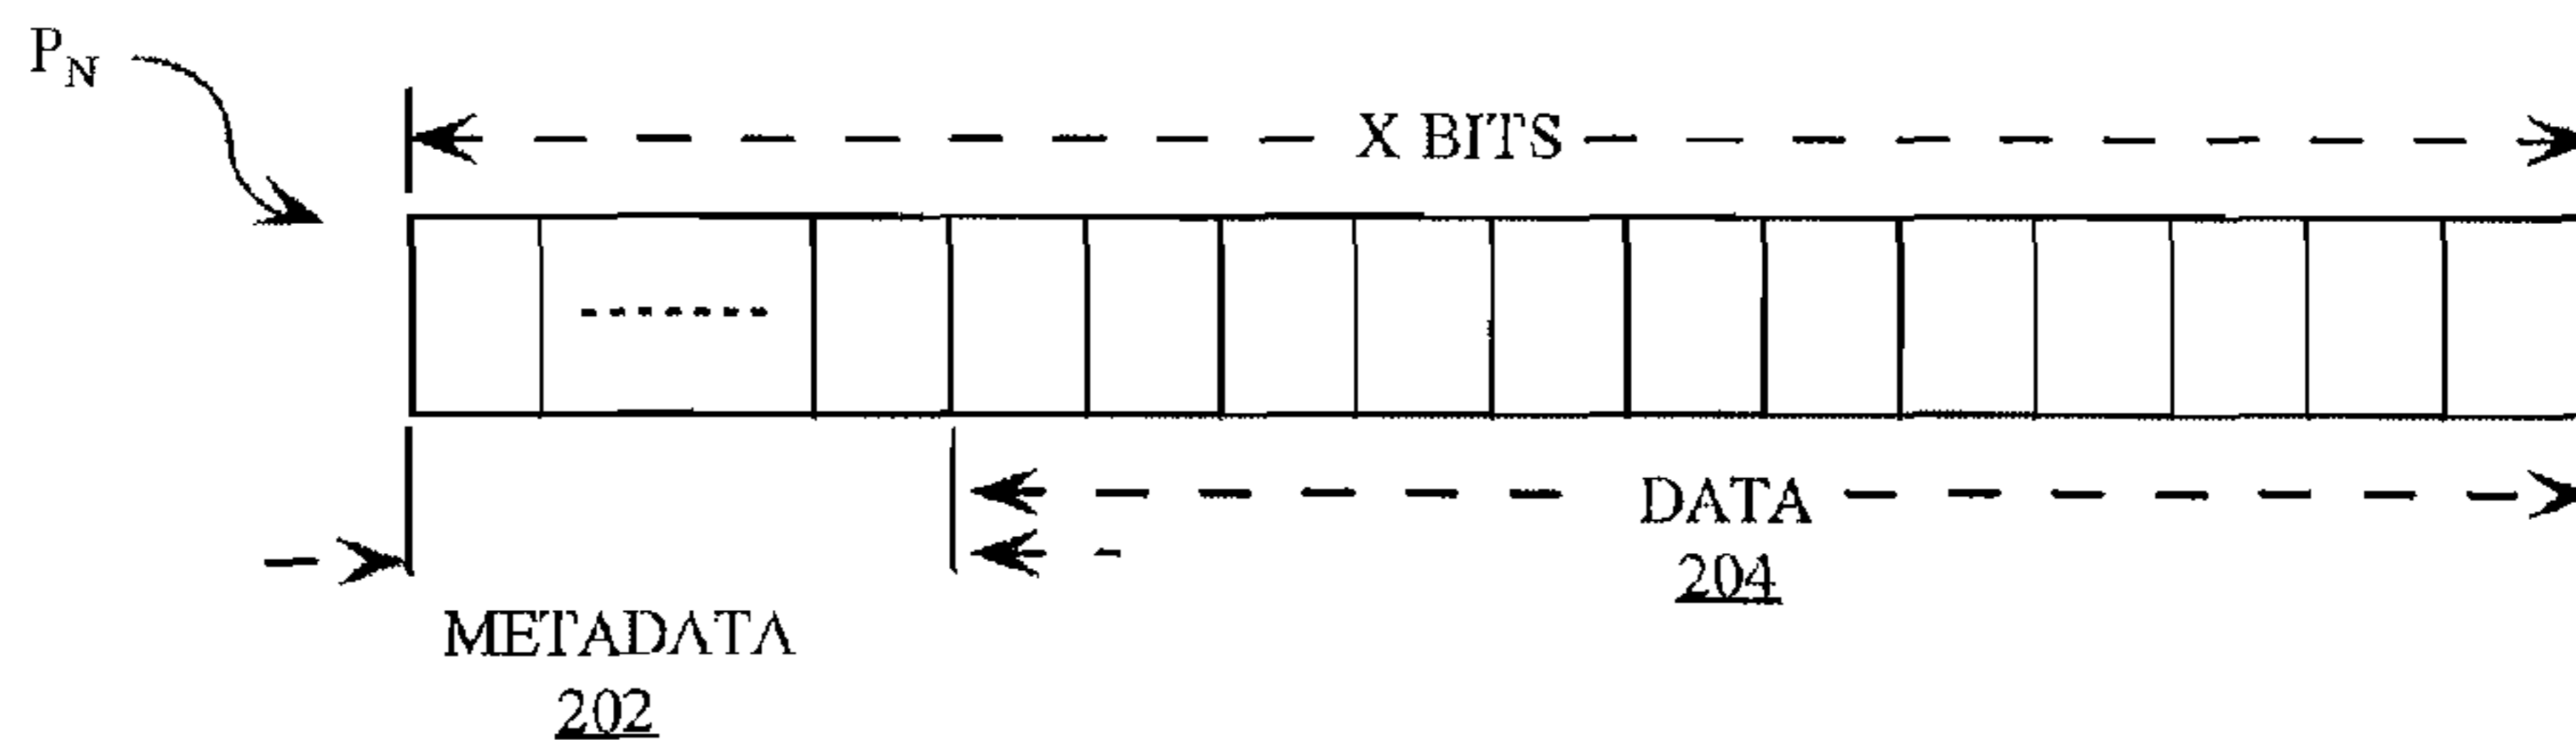 P_N
X BITS
DATA
204
METADATA
202